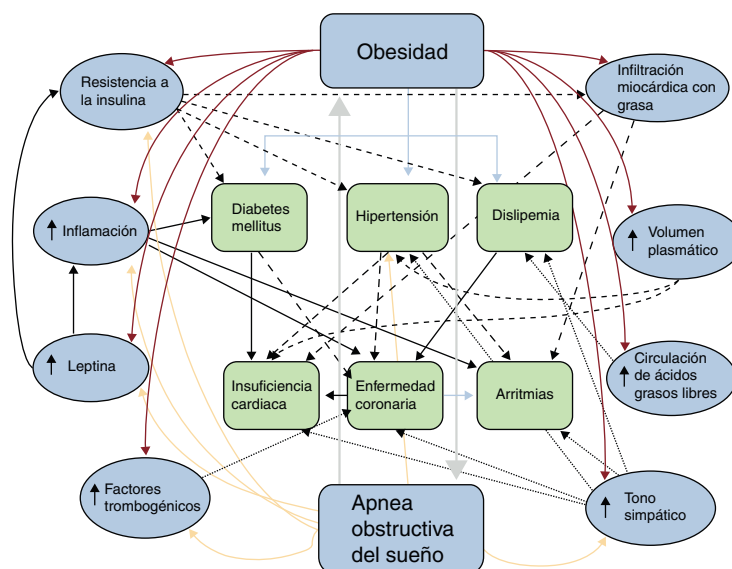 Obesidad
Resistencia a
la insulina
Infiltración
miocárdica con
grasa
Diabetes
mellitus
Hipertensión
Dislipemia
Inflamación
Volumen
plasmático
Leptina
Insuficiencia
cardiaca
Enfermedad
coronaria
Arritmias
Circulación
de ácidos
grasos libres
Factores
trombogénicos
Apnea
obstructiva
del sueño
Tono
simpático